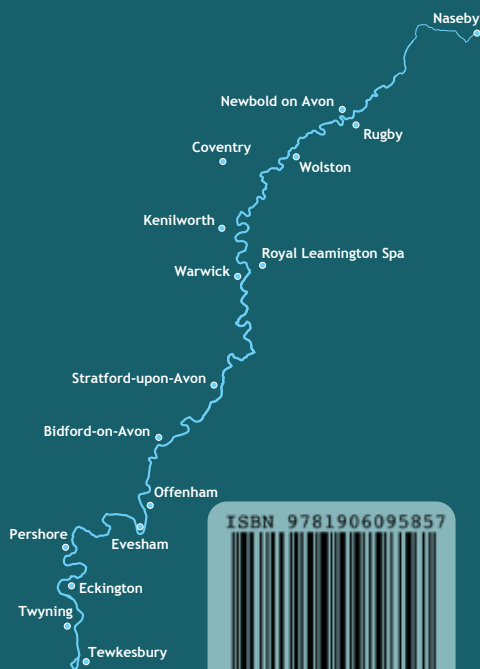 Naseby
Newbold on Avon
Rugby
Coventry
Wolston
Kenilworth
Royal Leamington Spa
Warwick
Stratford-upon-Avon
Bidford-on-Avon
Offenham
ISBN 9781906095857
Pershore
Evesham
Eckington
Twyning
Tewkesbury